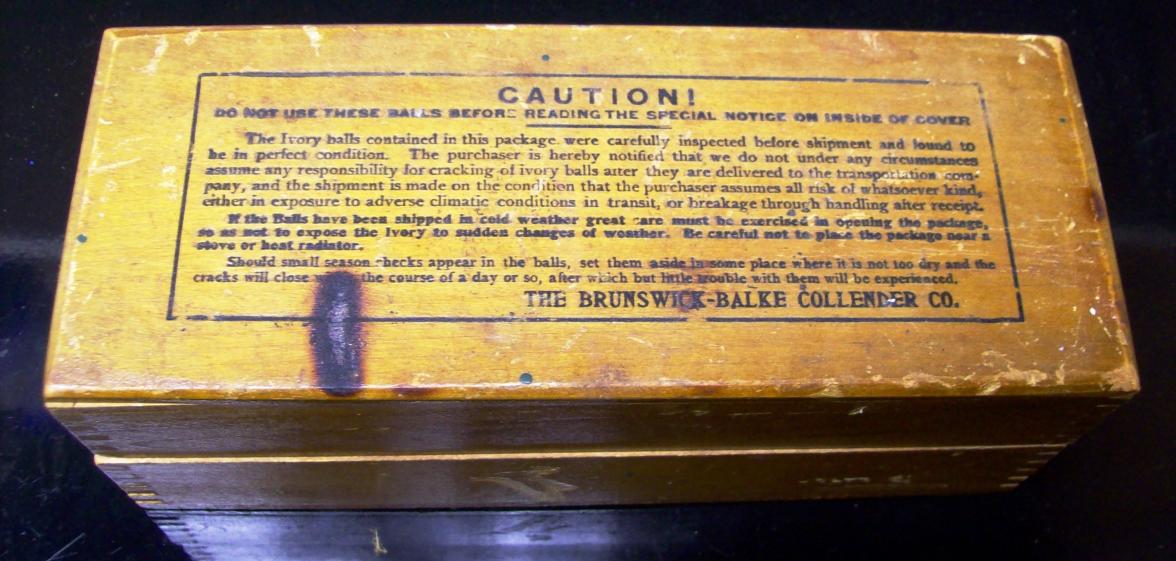 CAUTION!
DO NOT USE THESE BALLS BEFORE READING THE SPECIAL NOTICE ON INSIDE OF COVER
The Ivory balls contained in this package were carefully inspected before shipment and found to
be in perfect condition. The purchaser is hereby notified that we do not under any circumstances
assume any responsibility for cracking of ivory balls after they are delivered to the transportation com-
pany, and the shipment is made on the condition that the purchaser assumes all risk of whatsoever kind,
either in exposure to adverse climatic conditions in transit, or breakage through handling after receipt.
If the Balls have been shipped in cold weather great care must be exercised in opening the package,
so as not to expose the Ivory to sudden changes of weather. Be careful not to place the package near a
stove or heat radiator.
Should small season checks appear in the balls, set them aside in some place where it is not too dry and the
cracks will close the course of a day or so, after which but little trouble with them will be experienced.
THE BRUNSWICK-BALKE COLLENDER CO.